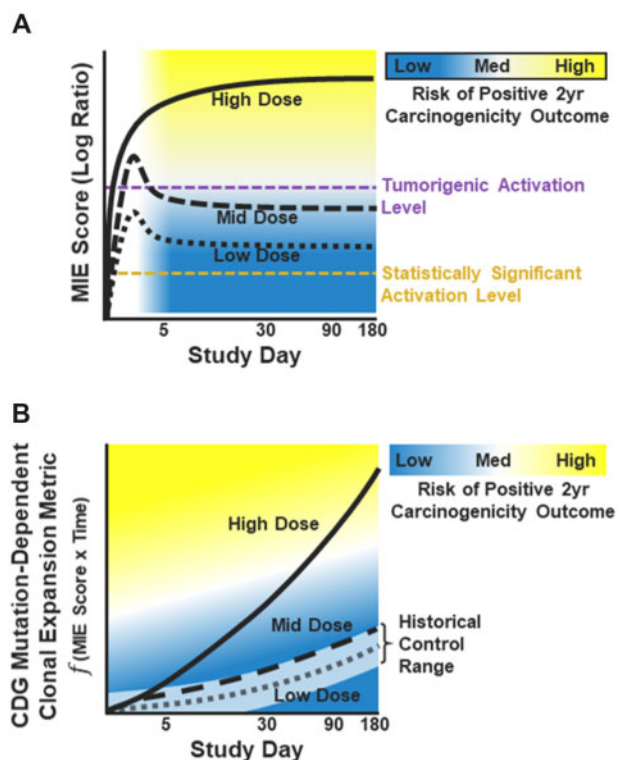 A
MIE Score (Log Ratio)
High Dose
Mid Dose
Low Dose
5
30
90
180
Study Day
Low
Med
High
Risk of Positive 2yr
Carcinogenicity Outcome
Tumorigenic Activation
Level
Statistically Significant
Activation Level
B
CDG Mutation-Dependent
Clonal Expansion Metric
f(MIE Score x Time)
High Dose
Mid Dose
Low Dose
5
30
90
180
Study Day
Low
Med
High
Risk of Positive 2yr
Carcinogenicity Outcome
Historical
Control
Range